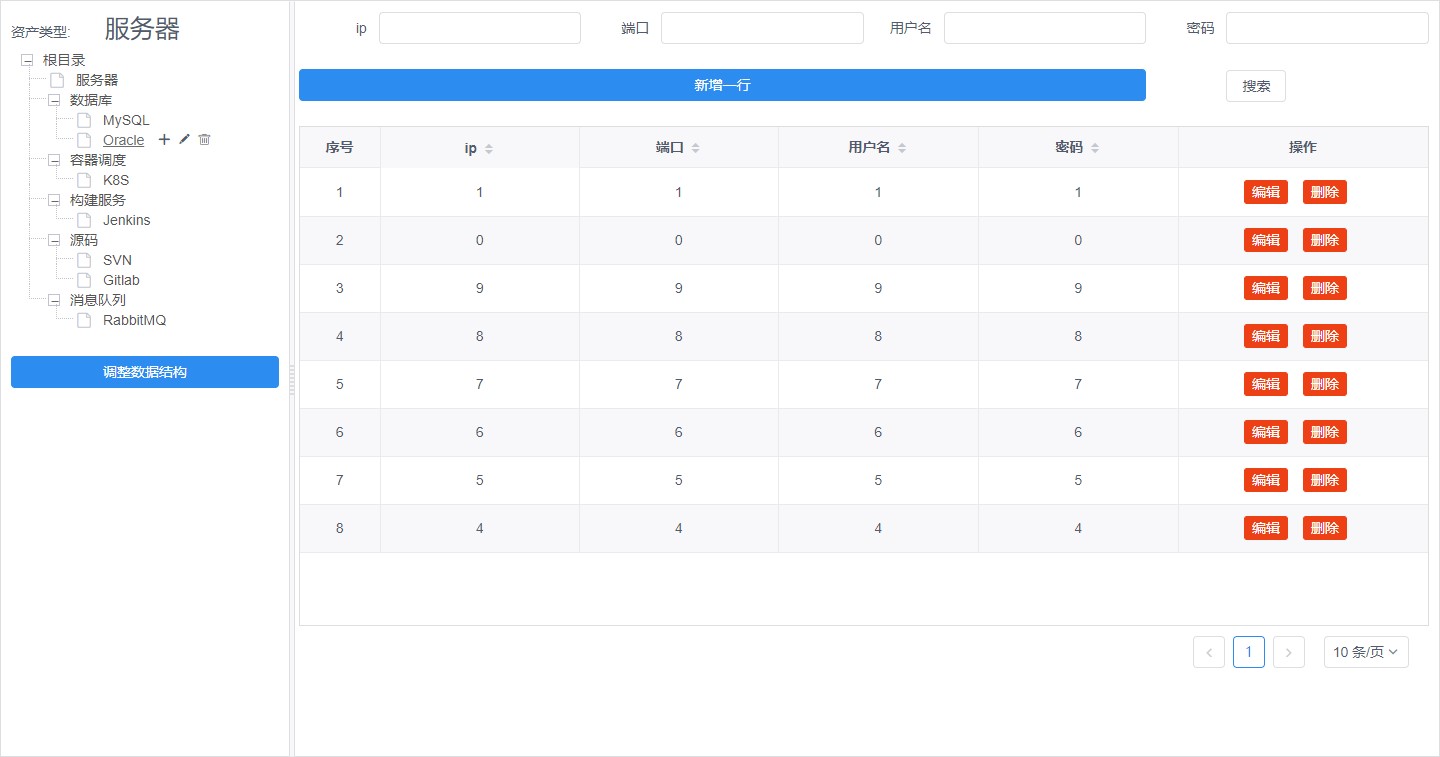 资产类型: 服务器
根目录
服务器
数据库
MySQL
Oracle
容器调度
K8S
构建服务
Jenkins
源码
SVN
Gitlab
消息队列
RabbitMQ
调整数据结构
ip 端口 用户名 密码
新增一行 搜索
序号 ip 端口 用户名 密码 操作
1 1 1 1 1 编辑 删除
2 0 0 0 0 编辑 删除
3 9 9 9 9 编辑 删除
4 8 8 8 8 编辑 删除
5 7 7 7 7 编辑 删除
6 6 6 6 6 编辑 删除
7 5 5 5 5 编辑 删除
8 4 4 4 4 编辑 删除
1 10 条/页